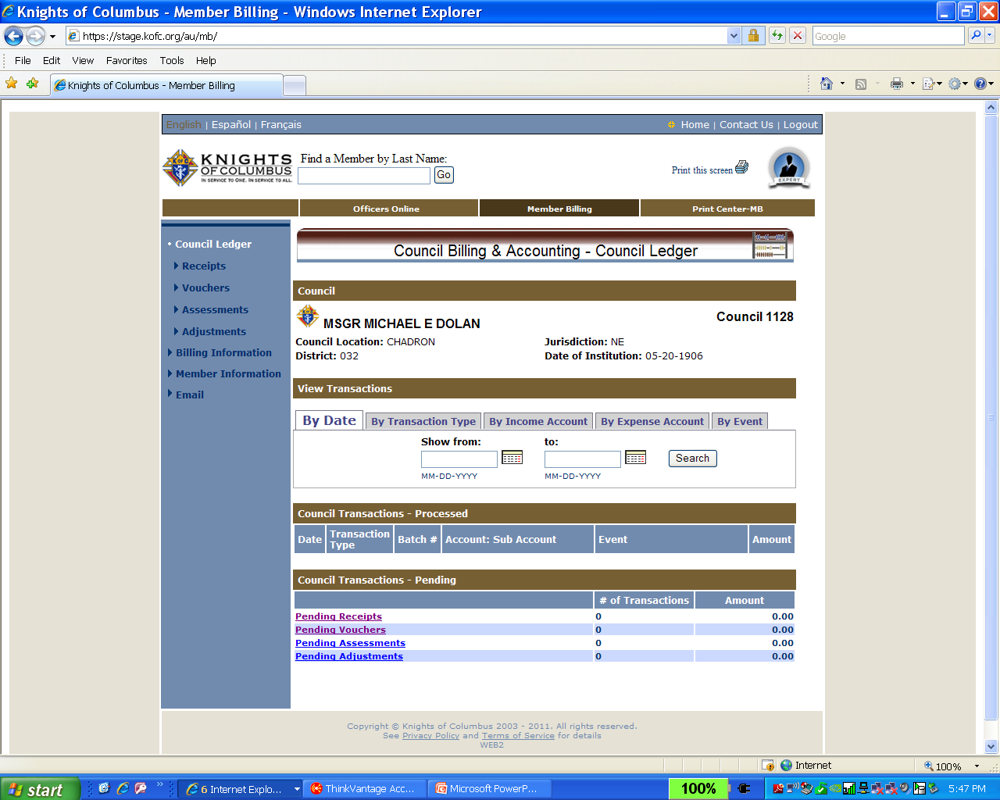 Knights of Columbus - Member Billing - Windows Internet Explorer
https://stage.kofc.org/au/mb/
Google
File Edit View Favorites Tools Help
Knights of Columbus - Member Billing
English | Español | Français
Home | Contact Us | Logout
KNIGHTS
OF COLUMBUS
IN SERVICE TO ONE. IN SERVICE TO ALL.
Find a Member by Last Name:
Go
Print this screen
EXPERT
Officers Online
Member Billing
Print Center-MB
• Council Ledger
Receipts
Vouchers
Assessments
Adjustments
Billing Information
Member Information
Email
Council Billing & Accounting - Council Ledger
Council
MSGR MICHAEL E DOLAN
Council 1128
Council Location: CHADRON
Jurisdiction: NE
District: 032
Date of Institution: 05-20-1906
View Transactions
By Date
By Transaction Type
By Income Account
By Expense Account
By Event
Show from:
to:
Search
MM-DD-YYYY
MM-DD-YYYY
Council Transactions - Processed
Date
Transaction
Type
Batch #
Account: Sub Account
Event
Amount
Council Transactions - Pending
# of Transactions
Amount
Pending Receipts 0 0.00
Pending Vouchers 0 0.00
Pending Assessments 0 0.00
Pending Adjustments 0 0.00
Copyright © Knights of Columbus 2003 - 2011. All rights reserved.
See Privacy Policy and Terms of Service for details
WEB2
Internet
100%
start
6 Internet Explo...
ThinkVantage Acc...
Microsoft PowerP...
100%
5:47 PM